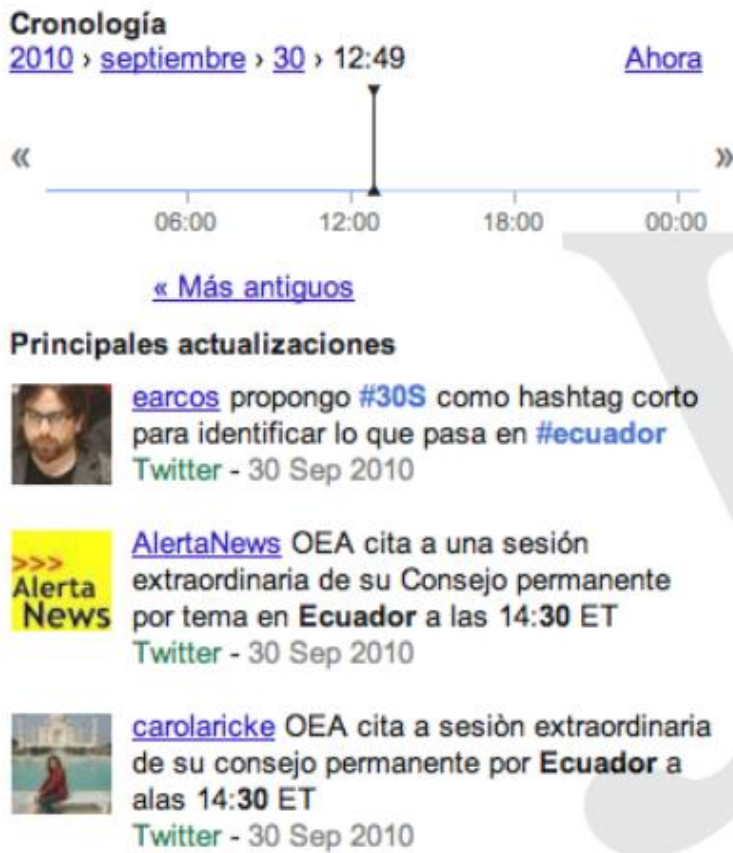 Cronología
2010 › septiembre › 30 › 12:49 Ahora
« »
06:00 12:00 18:00 00:00
« Más antiguos
Principales actualizaciones
earcos propongo #30S como hashtag corto
para identificar lo que pasa en #ecuador
Twitter - 30 Sep 2010
>>>
Alerta
News
AlertaNews OEA cita a una sesión
extraordinaria de su Consejo permanente
por tema en Ecuador a las 14:30 ET
Twitter - 30 Sep 2010
carolaricke OEA cita a sesiòn extraordinaria
de su consejo permanente por Ecuador a
alas 14:30 ET
Twitter - 30 Sep 2010